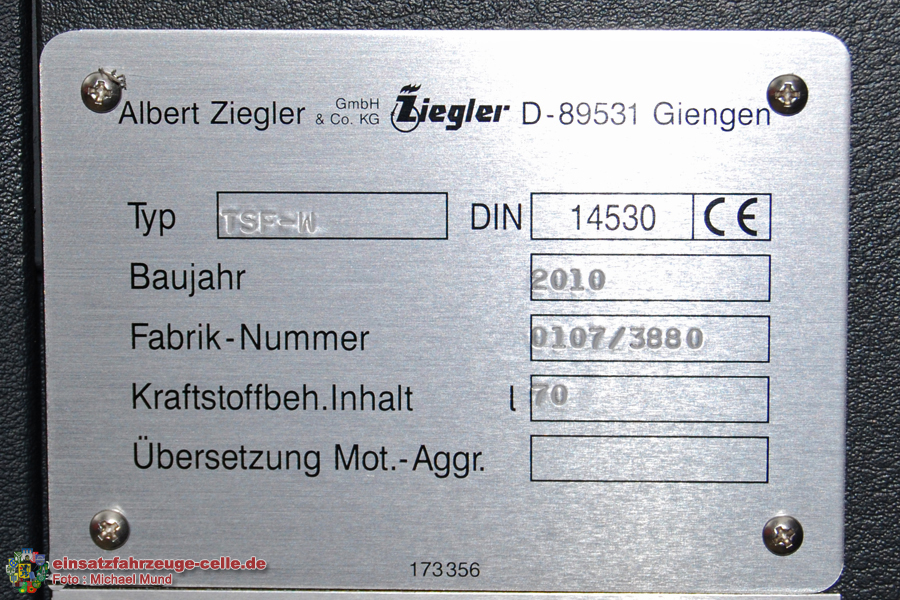 Albert Ziegler GmbH & Co. KG Ziegler D-89531 Giengen
Typ TSF-W DIN 14530 CE
Baujahr 2010
Fabrik-Nummer 0107/3880
Kraftstoffbeh.Inhalt l 70
Übersetzung Mot.-Aggr.
173356
einsatzfahrzeuge-celle.de
Foto : Michael Mund